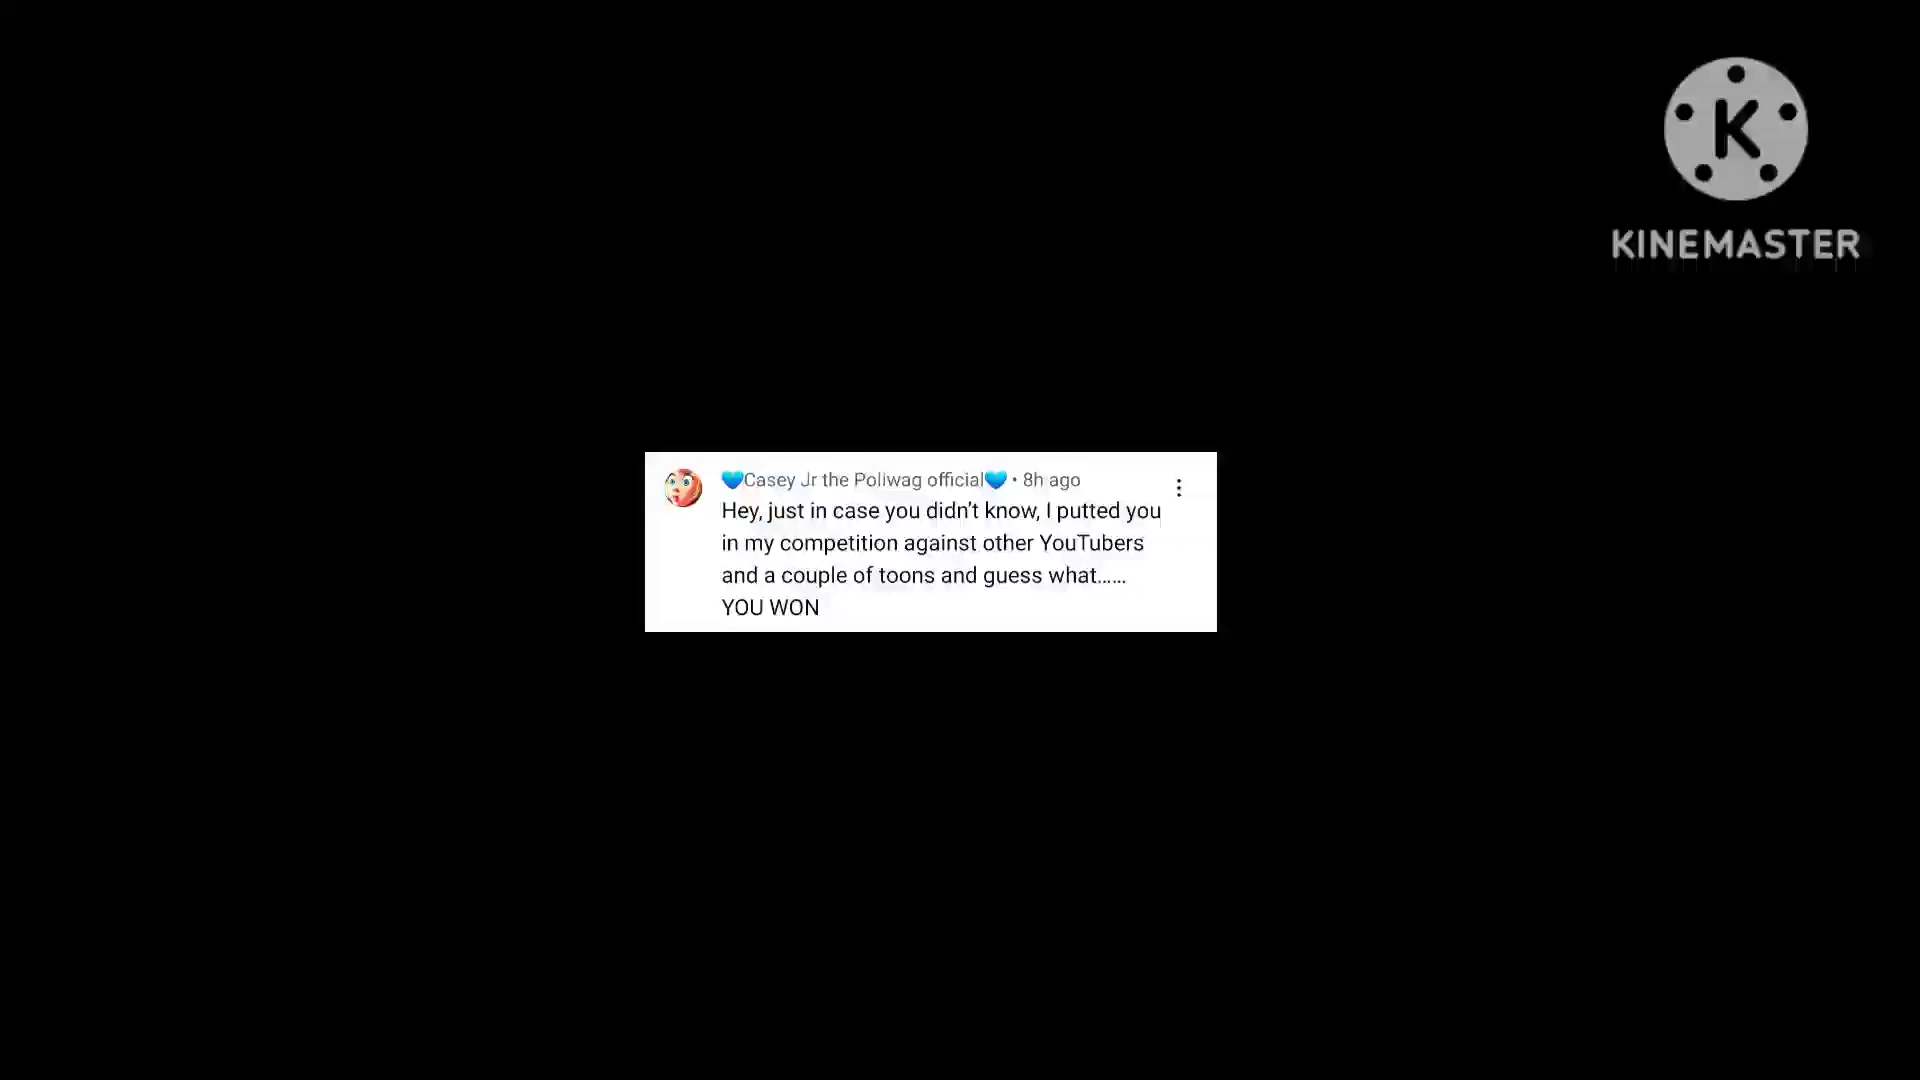 K
KINEMASTER
💙Casey Jr the Poliwag official💙 • 8h ago
Hey, just in case you didn't know, I putted you
in my competition against other YouTubers
and a couple of toons and guess what......
YOU WON